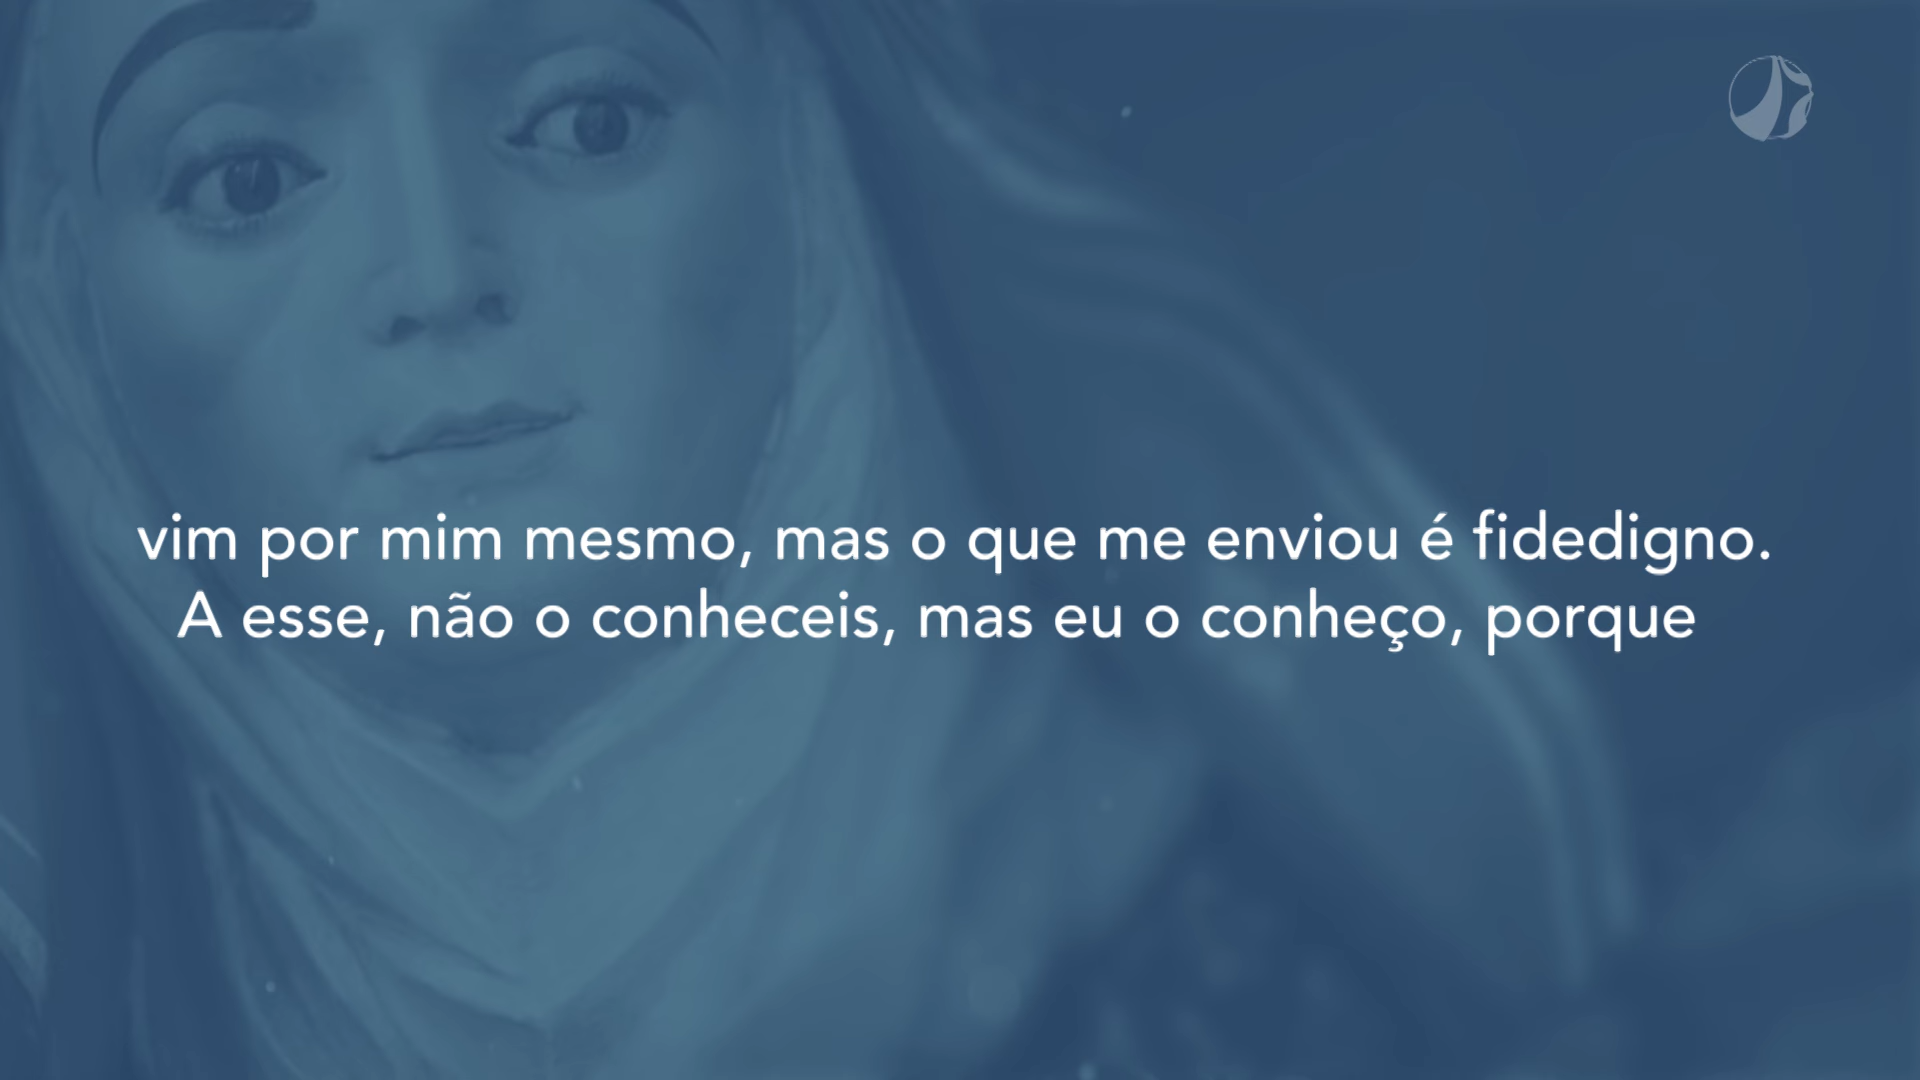 vim por mim mesmo, mas o que me enviou é fidedigno.
A esse, não o conheceis, mas eu o conheço, porque